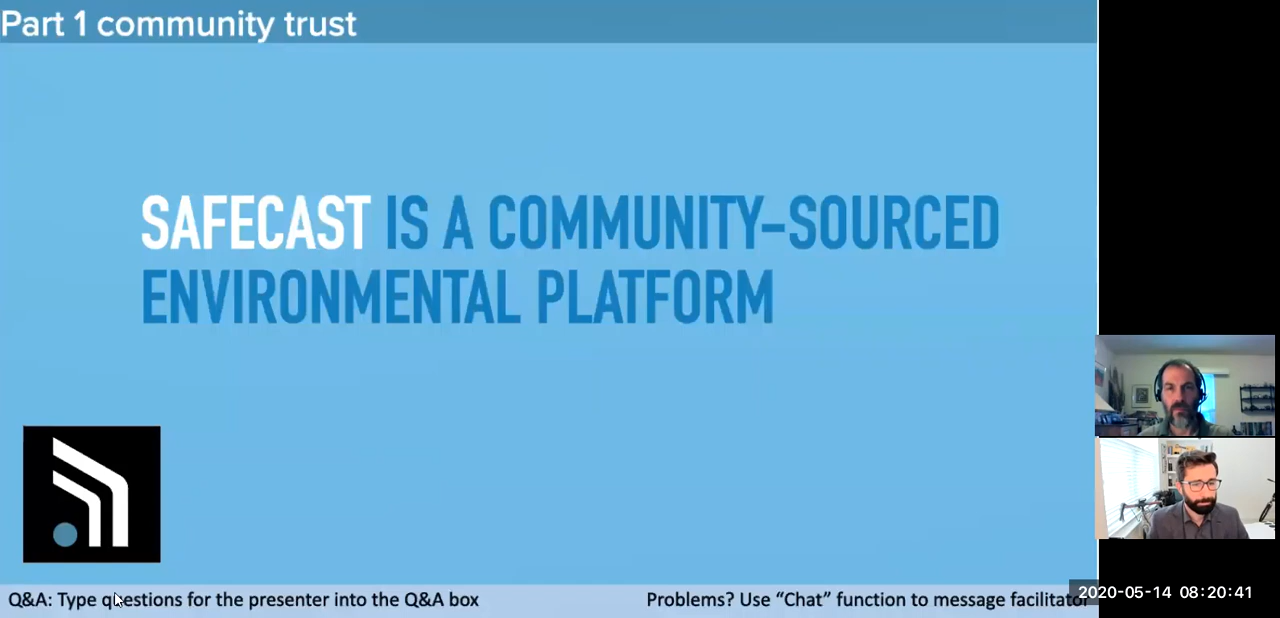 Part 1 community trust
SAFECAST IS A COMMUNITY-SOURCED
ENVIRONMENTAL PLATFORM
Q&A: Type questions for the presenter into the Q&A box
Problems? Use “Chat” function to message facilitator
2020-05-14 08:20:41